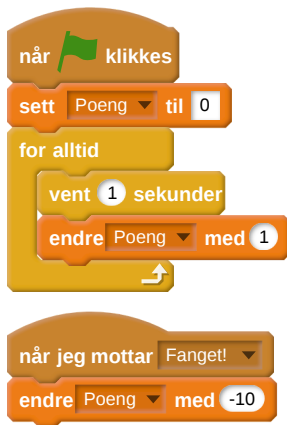 når klikkes
sett Poeng til 0
for alltid
vent 1 sekunder
endre Poeng med 1
når jeg mottar Fanget!
endre Poeng med -10